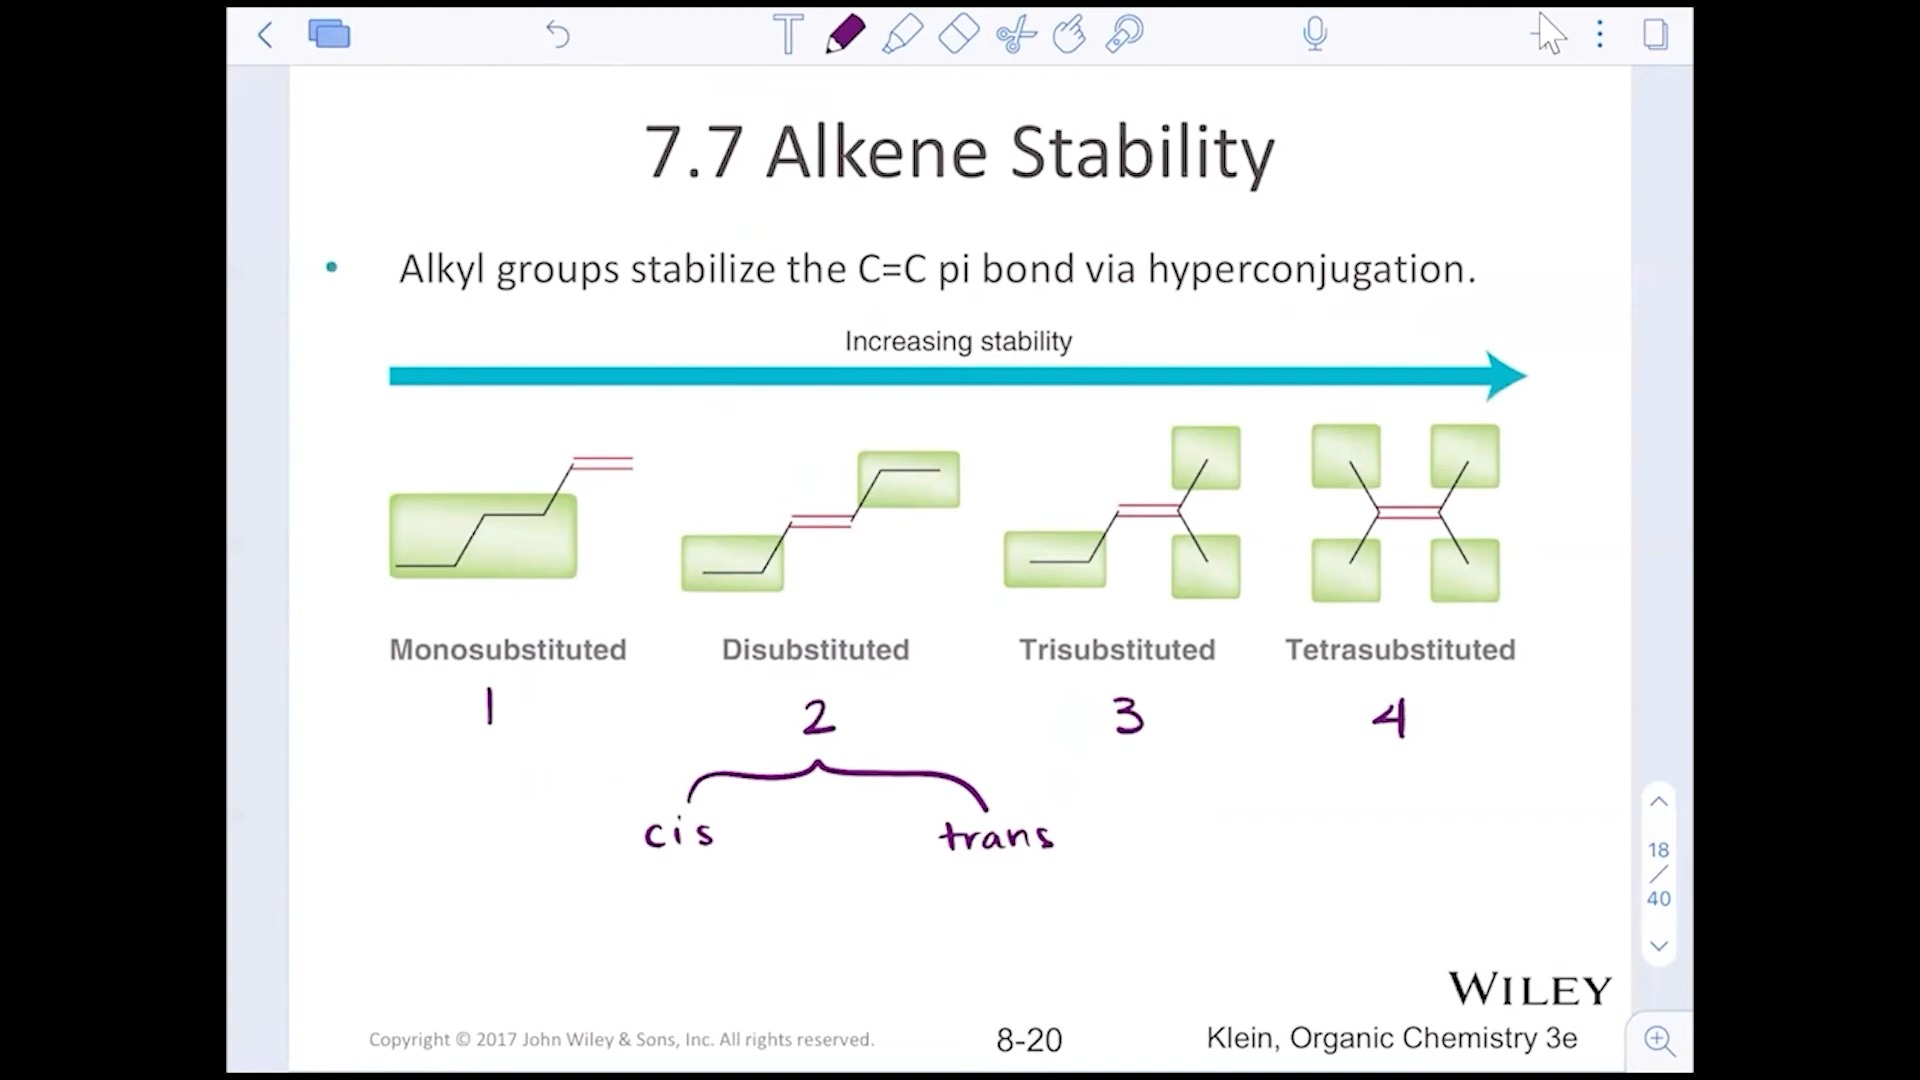 7.7 Alkene Stability
• Alkyl groups stabilize the C=C pi bond via hyperconjugation.
Increasing stability
Monosubstituted Disubstituted Trisubstituted Tetrasubstituted
1 2 3 4
cis trans
18
/
40
WILEY
Copyright © 2017 John Wiley & Sons, Inc. All rights reserved. 8-20 Klein, Organic Chemistry 3e